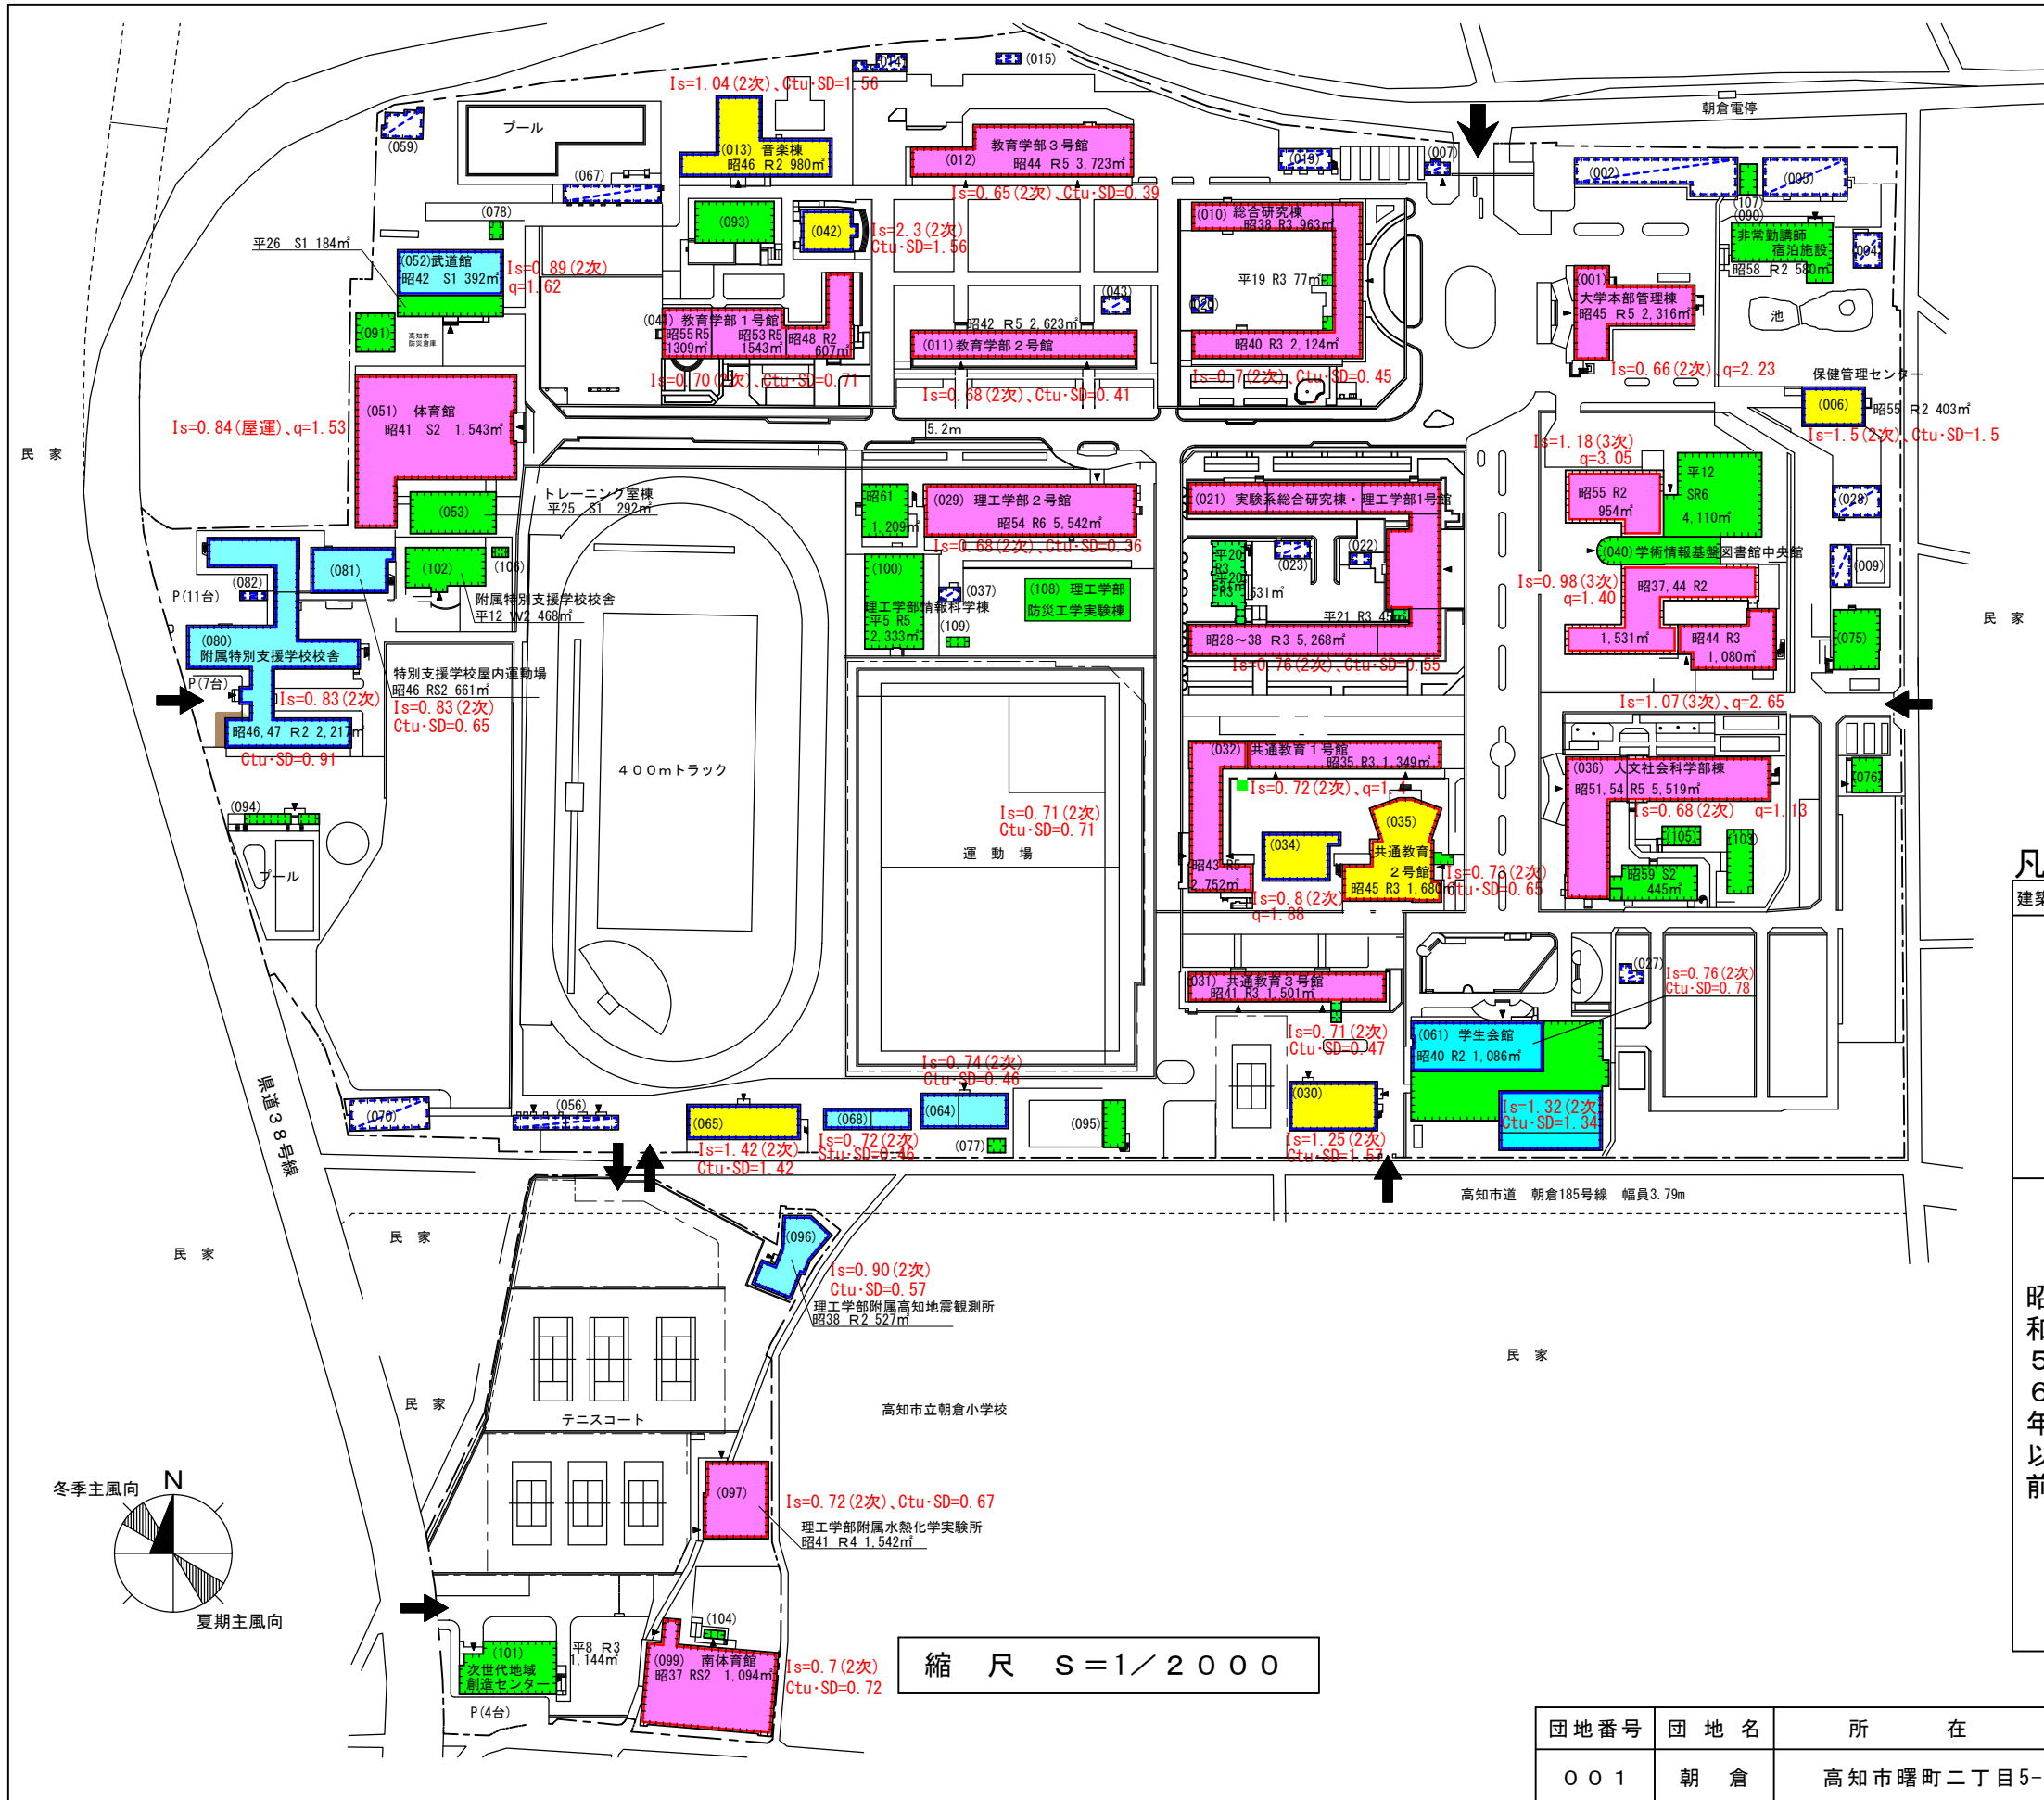 (014)
(015)
Is=1.04(2次)、Ctu･SD=1.56
朝倉電停
プール
(059)
(013) 音楽棟
昭46 R2 980㎡
教育学部３号館
(012)
昭44 R5 3,723㎡
(019)
(007)
(002)
(005)
(067)
Is=0.65(2次)、Ctu･SD=0.39
(107)
(090)
(078)
(093)
(042)
Is=2.3(2次)
Ctu･SD=1.56
(010) 総合研究棟
昭38 R3,963㎡
非常勤講師
宿泊施設
昭58 R2 580㎡
(004)
平26 S1 184㎡
(052)武道館
昭42 S1 392㎡
Is=0.89(2次)
q=1.62
平19 R3 77㎡
(001)
大学本部管理棟
昭45 R5 2,316㎡
池
(043)
(091)
高知市
防災倉庫
(041) 教育学部１号館
昭55 R5
1309㎡
昭53 R5
1543㎡
昭48 R2
607㎡
昭42 R5 2,623㎡
(011)教育学部２号館
昭40 R3 2,124㎡
Is=0.70(2次)、Ctu･SD=0.71
Is=0.68(2次)、Ctu･SD=0.41
Is=0.7(2次)、Ctu･SD=0.45
Is=0.66(2次)、q=2.23
保健管理センター
(006)
昭55 R2 403㎡
Is=1.5(2次)、Ctu･SD=1.5
(051) 体育館
昭41 S2 1,543㎡
Is=0.84(屋運)、q=1.53
5.2m
民 家
Is=1.18(3次)
q=3.05
昭55 R2
954㎡
平12
SR6
4,110㎡
(028)
トレーニング室棟
平25 S1 292㎡
(053)
昭61
1,209㎡
(029) 理工学部２号館
昭54 R6 5,542㎡
Is=0.68(2次)、Ctu･SD=0.36
(021) 実験系総合研究棟・理工学部1号館
(040)学術情報基盤図書館中央館
(009)
(081)
(082)
P(11台)
(102)
(106)
附属特別支援学校校舎
平12 W2 468㎡
(100)
理工学部情報科学棟
平5 R5
2,333㎡
(037)
(109)
(108) 理工学部
防災工学実験棟
平20
R3
531㎡
(023)
(022)
平21 R3 45㎡
昭28～38 R3 5,268㎡
Is=0.76(2次)、Ctu･SD=0.55
Is=0.98(3次)
q=1.40
昭37,44 R2
1,531㎡
昭44 R3
1,080㎡
(075)
民 家
(080)
附属特別支援学校校舎
P(7台)
Is=0.83(2次)
昭46,47 R2 2,217㎡
Ctu･SD=0.91
特別支援学校屋内運動場
昭46 RS2 661㎡
Is=0.83(2次)
Ctu･SD=0.65
Is=1.07(3次)、q=2.65
４００ｍトラック
(032) 共通教育１号館
昭35 R3 1,349㎡
(036) 人文社会科学部棟
昭51,54 R5 5,519㎡
Is=0.68(2次) q=1.13
(076)
(094)
プール
Is=0.71(2次)
Ctu･SD=0.71
運 動 場
(034)
(035)
共通教育
２号館
昭45 R3 1,680㎡
昭43 R5
2,752㎡
Is=0.8(2次)
q=1.88
Is=0.73(2次)
Ctu･SD=0.65
(105)
(103)
昭59 S2
445㎡
凡
(031) 共通教育３号館
昭41 R3 1,501㎡
Is=0.71(2次)
Ctu･SD=0.47
(027)
Is=0.76(2次)
Ctu･SD=0.78
(061) 学生会館
昭40 R2 1,086㎡
Is=1.32(2次)
Ctu･SD=1.34
Is=0.74(2次)
Ctu･SD=0.46
県道３８号線
(070)
(056)
(065)
Is=1.42(2次)
Ctu･SD=1.42
(068)
Is=0.72(2次)
Stu･SD=0.46
(064)
(077)
(095)
(030)
Is=1.25(2次)
Ctu･SD=1.57
高知市道 朝倉185号線 幅員3.79m
民 家
民 家
(096)
Is=0.90(2次)
Ctu･SD=0.57
理工学部附属高知地震観測所
昭38 R2 527㎡
民 家
民 家
テニスコート
高知市立朝倉小学校
昭
和
５
６
年
以
前
(097)
Is=0.72(2次)、Ctu･SD=0.67
理工学部附属水熱化学実験所
昭41 R4 1,542㎡
冬季主風向
N
夏期主風向
(101)
次世代地域
創造センター
平8 R3
1,144㎡
P(4台)
(104)
(099) 南体育館
昭37 RS2 1,094㎡
Is=0.7(2次)
Ctu･SD=0.72
縮 尺 Ｓ＝1／２０００
団地番号 団 地 名 所 在
００１ 朝 倉 高知市曙町二丁目5-